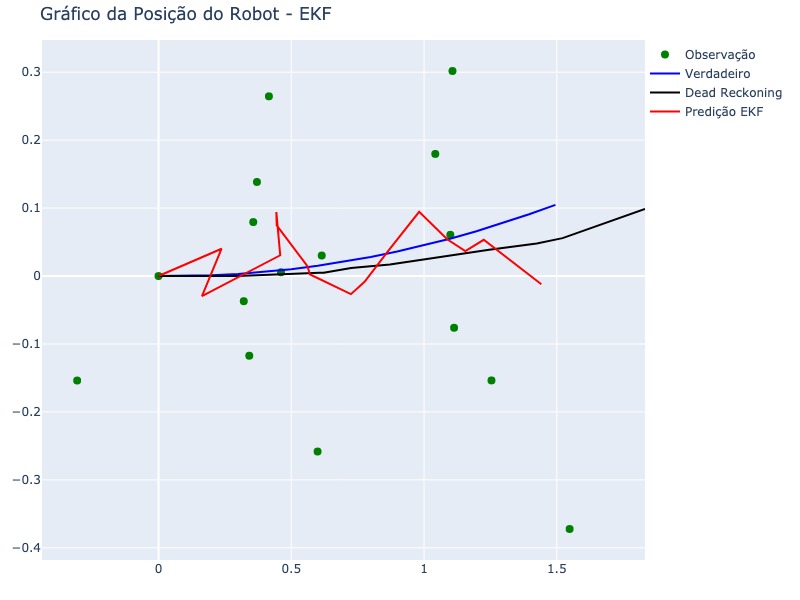 Gráfico da Posição do Robot - EKF
Observação
Verdadeiro
Dead Reckoning
Predição EKF
0.3
0.2
0.1
0
−0.1
−0.2
−0.3
−0.4
0
0.5
1
1.5